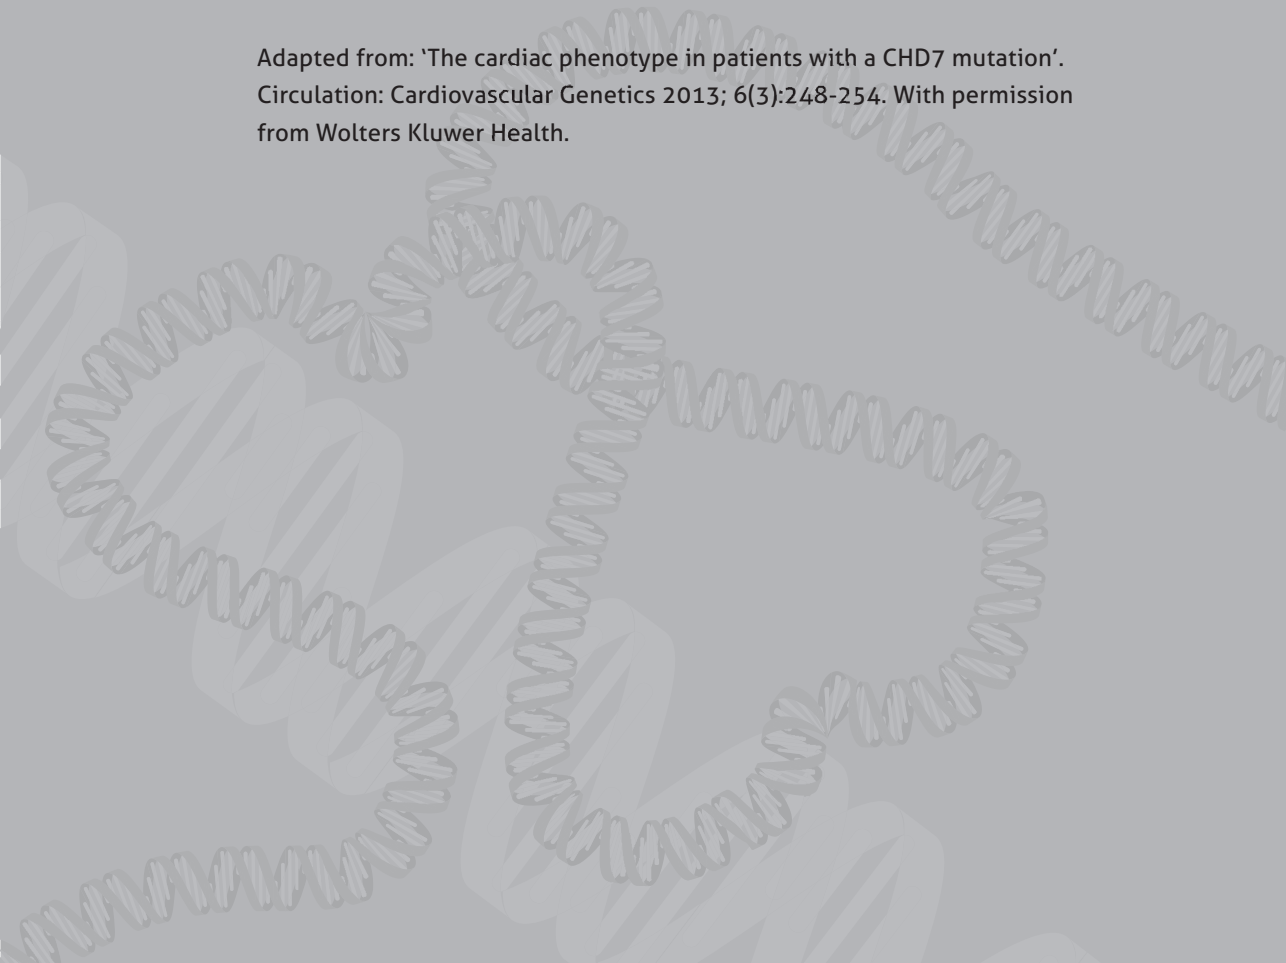 Adapted from: ‘The cardiac phenotype in patients with a CHD7 mutation’.
Circulation: Cardiovascular Genetics 2013; 6(3):248-254. With permission
from Wolters Kluwer Health.